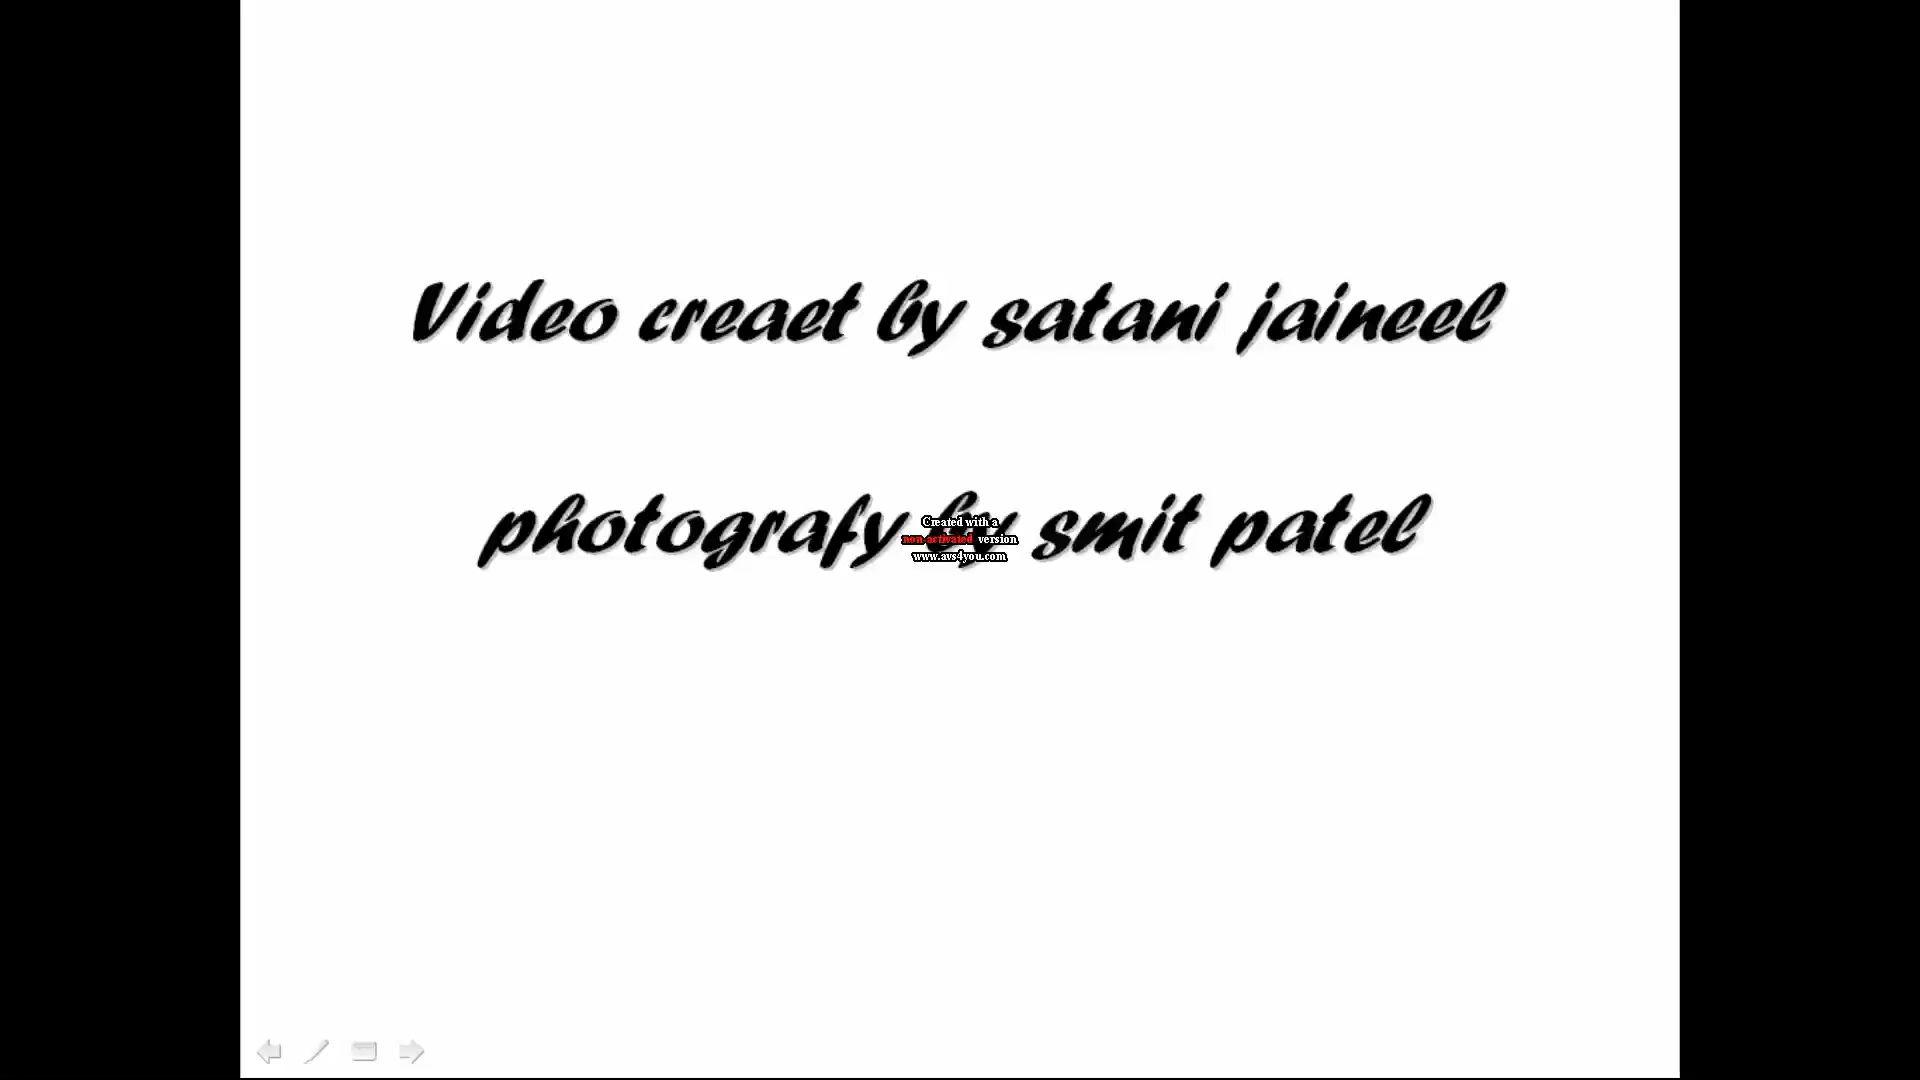 Video creaet by satani jaineel
photografy by smit patel
Created with a
non-activated version
www.avs4you.com